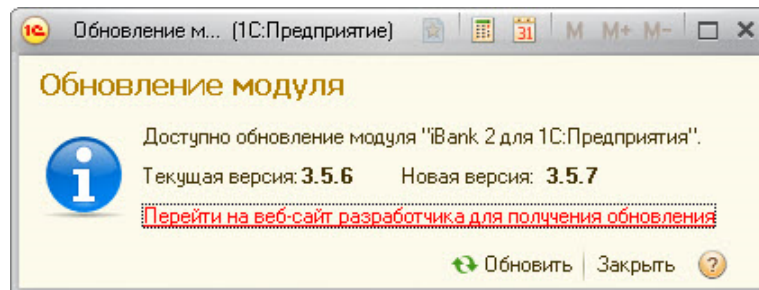 1С Обновление м... (1С:Предприятие) 31 M M+ M-
Обновление модуля
Доступно обновление модуля "iBank 2 для 1С:Предприятия".
Текущая версия: 3.5.6 Новая версия: 3.5.7
Перейти на веб-сайт разработчика для получения обновления
Обновить Закрыть ?